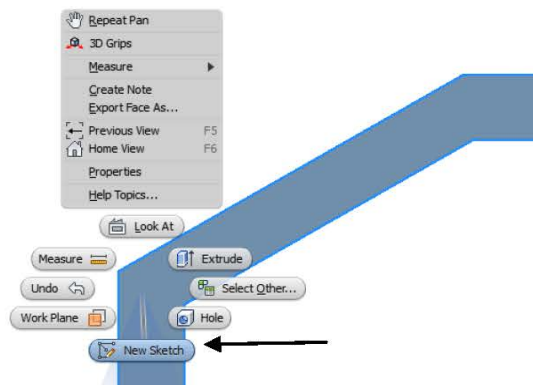 Repeat Pan
3D Grips
Measure
Create Note
Export Face As...
Previous View F5
Home View F6
Properties
Help Topics...
Look At
Measure
Extrude
Undo
Select Other...
Work Plane
Hole
New Sketch